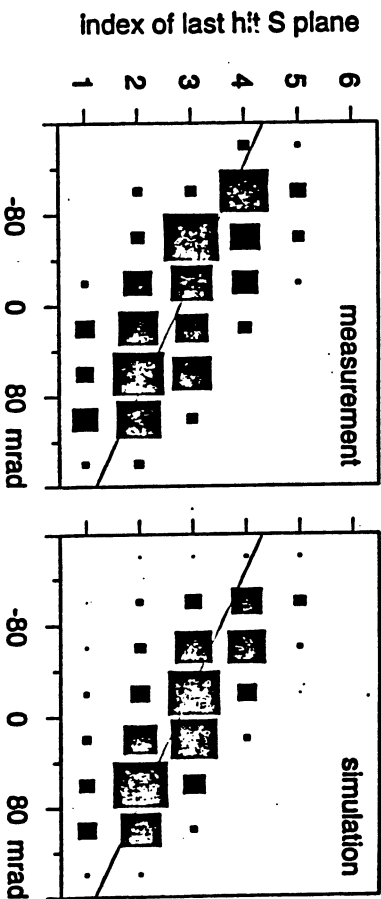 index of last hit S plane
6
5
4
3
2
1
measurement
-80 0 80 mrad
simulation
-80 0 80 mrad